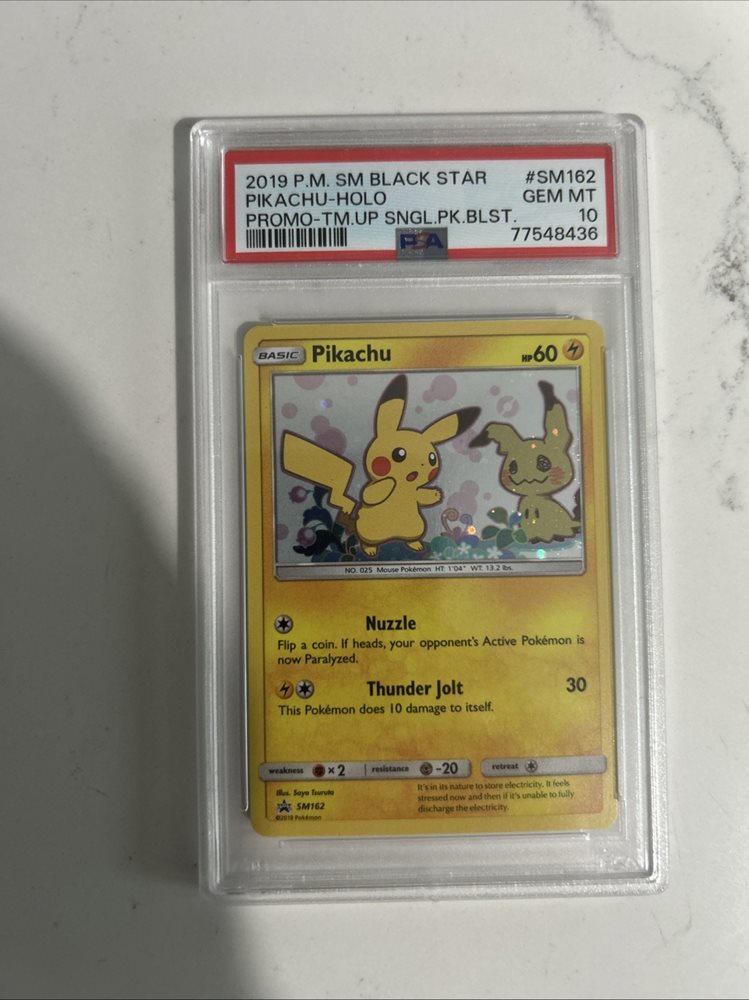 2019 P.M. SM BLACK STAR #SM162
PIKACHU-HOLO GEM MT
PROMO-TM.UP SNGL.PK.BLST. 10
PSA 77548436
BASIC Pikachu HP60
NO. 025 Mouse Pokémon HT: 1'04" WT: 13.2 lbs.
Nuzzle
Flip a coin. If heads, your opponent's Active Pokémon is
now Paralyzed.
Thunder Jolt 30
This Pokémon does 10 damage to itself.
weakness ×2 resistance -20 retreat
Illus. Saya Tsuruta
It's in its nature to store electricity. It feels
stressed now and then if it's unable to fully
discharge the electricity.
SM162
©2019 Pokémon